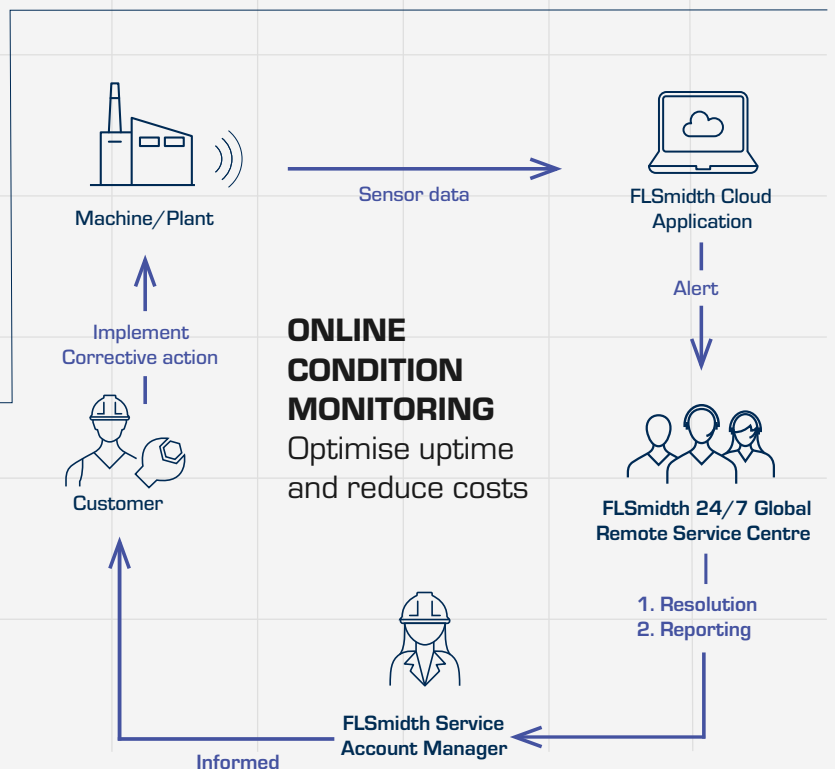 Sensor data
Machine/Plant
FLSmidth Cloud
Application
Alert
Implement
Corrective action
ONLINE
CONDITION
MONITORING
Optimise uptime
and reduce costs
Customer
FLSmidth 24/7 Global
Remote Service Centre
1. Resolution
2. Reporting
FLSmidth Service
Account Manager
Informed